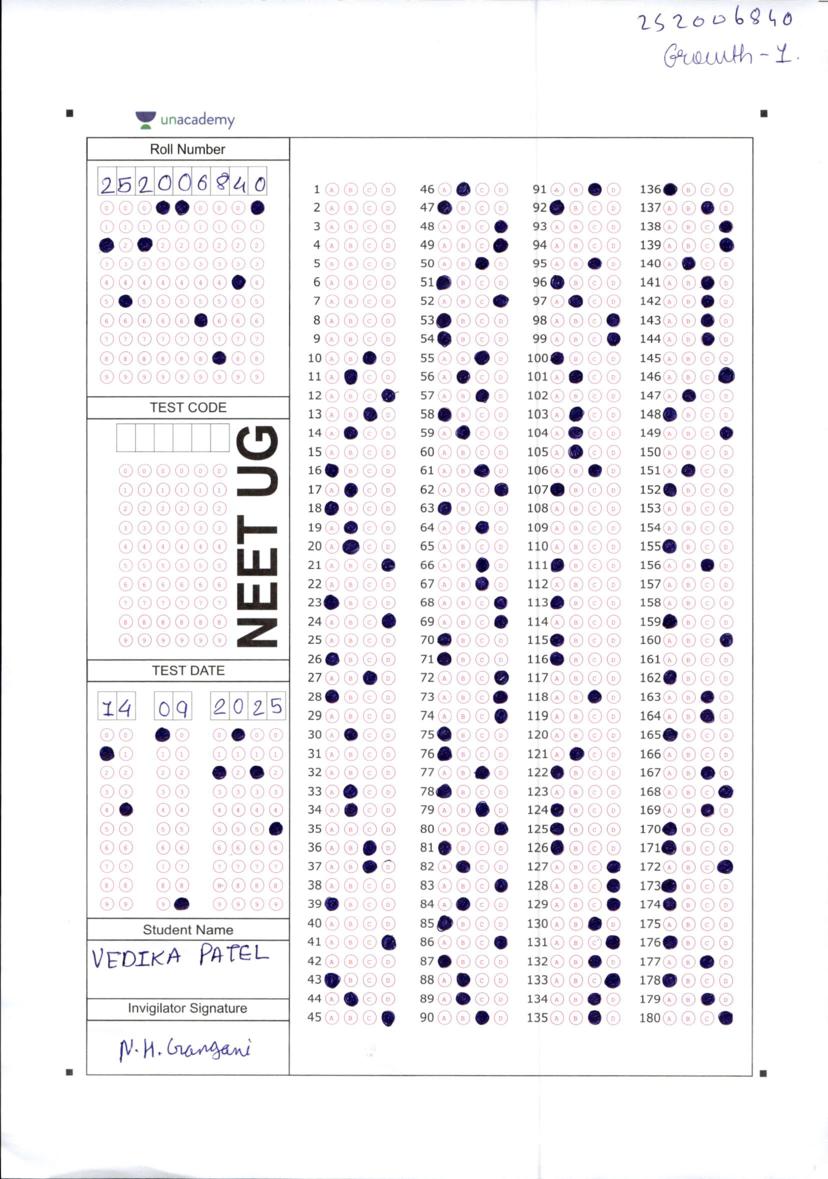 252006840
Growth - 1.
unacademy
Roll Number
252006840
TEST CODE
NEET UG
TEST DATE
14 09 2025
Student Name
VEDIKA PATEL
Invigilator Signature
N.H. Gangani
1 A B C D 46 A C D 91 A B D 136 B C D
2 A B C D 47 B C D 92 B C D 137 A B D
3 A B C D 48 A B C 93 A B C D 138 A B C
4 A B C D 49 A B C 94 A B C D 139 A B C
5 A B C D 50 A B D 95 A B D 140 A C D
6 A B C D 51 B C D 96 B C D 141 A B D
7 A B C D 52 A B C 97 A C D 142 A B D
8 A B C D 53 B C D 98 A B C 143 A B D
9 A B C D 54 B C D 99 A B C 144 A B D
10 A B D 55 A B D 100 B C D 145 A B C D
11 A C D 56 A C D 101 A C D 146 A B C
12 A B C 57 A B D 102 A B C D 147 A C D
13 A B D 58 B C D 103 A C D 148 B C D
14 A C D 59 A C D 104 A C D 149 A B C
15 A B C D 60 A B C D 105 A C D 150 A B C D
16 B C D 61 A B D 106 A B D 151 A C D
17 A C D 62 A B C 107 B C D 152 B C D
18 B C D 63 B C D 108 A B C D 153 A B C D
19 A C D 64 A B D 109 A B C D 154 A B C D
20 A C D 65 A B C D 110 A B C D 155 B C D
21 A B C 66 A B D 111 B C D 156 A B D
22 A B C D 67 A B D 112 A B C D 157 A B C D
23 B C D 68 A B C 113 B C D 158 A B C D
24 A B C 69 A B C 114 A B C D 159 B C D
25 A B C D 70 B C D 115 B C D 160 A B C
26 B C D 71 B C D 116 B C D 161 A B C D
27 A B D 72 A B C 117 A B C D 162 B C D
28 B C D 73 A B C 118 A B D 163 A B D
29 A B C D 74 A B C 119 A B C D 164 A B D
30 A C D 75 B C D 120 A B C D 165 B C D
31 A B C D 76 B C D 121 A C D 166 A B C D
32 A B C D 77 A B D 122 B C D 167 A B D
33 A C D 78 B C D 123 A B C D 168 A B C
34 A C D 79 A B D 124 B C D 169 A B D
35 A B C D 80 A B C 125 B C D 170 B C D
36 A B D 81 B C D 126 B C D 171 B C D
37 A B D 82 A C D 127 A B C 172 A B C
38 A B C D 83 A B C 128 A B C 173 B C D
39 B C D 84 A C D 129 A B C 174 B C D
40 A B C D 85 B C D 130 A B D 175 A B C D
41 A B C 86 A B C 131 A B C 176 B C D
42 A B C D 87 B C D 132 A B D 177 A B D
43 B C D 88 A C D 133 A B C 178 B C D
44 A C D 89 A C D 134 A B D 179 A B D
45 A B C 90 A B D 135 A B D 180 A B C